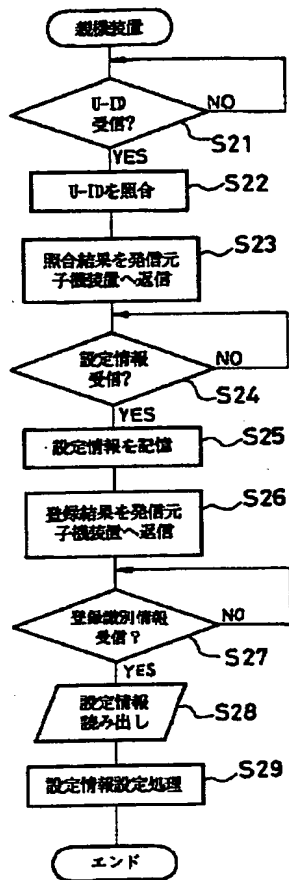 親機装置
U-ID
受信?
NO
S21
YES
U-IDを照合
S22
照合結果を発信元
子機装置へ返信
S23
設定情報
受信?
NO
S24
YES
設定情報を記憶
S25
登録結果を発信元
子機装置へ返信
S26
登録識別情報
受信?
NO
S27
YES
設定情報
読み出し
S28
設定情報設定処理
S29
エンド